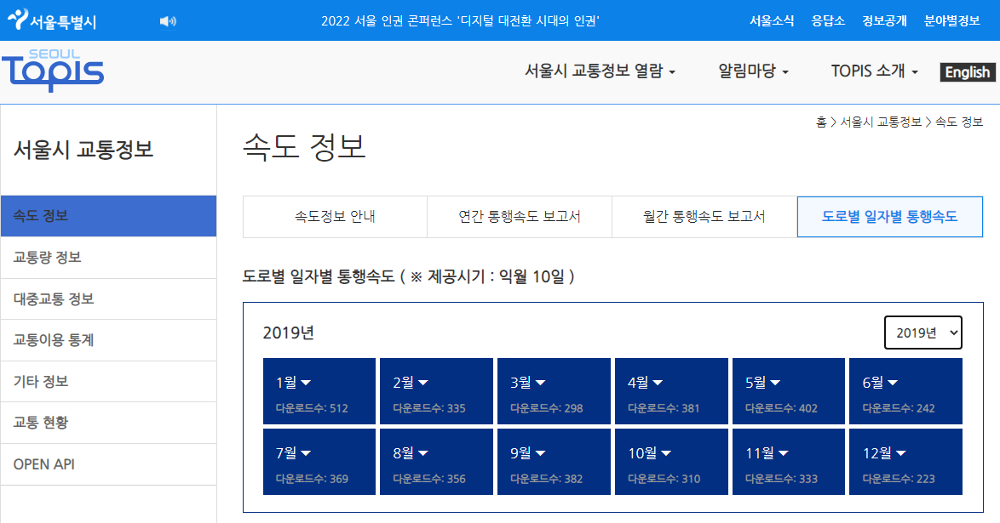 서울특별시 2022 서울 인권 콘퍼런스 '디지털 대전환 시대의 인권' 서울소식 응답소 정보공개 분야별정보
SEOUL
Topis 서울시 교통정보 열람 알림마당 TOPIS 소개 English
홈 > 서울시 교통정보 > 속도 정보
서울시 교통정보
속도 정보
교통량 정보
대중교통 정보
교통이용 통계
기타 정보
교통 현황
OPEN API
속도 정보
속도정보 안내 연간 통행속도 보고서 월간 통행속도 보고서 도로별 일자별 통행속도
도로별 일자별 통행속도 ( ※ 제공시기 : 익월 10일 )
2019년 2019년
1월 2월 3월 4월 5월 6월
다운로드수: 512 다운로드수: 335 다운로드수: 298 다운로드수: 381 다운로드수: 402 다운로드수: 242
7월 8월 9월 10월 11월 12월
다운로드수: 369 다운로드수: 356 다운로드수: 382 다운로드수: 310 다운로드수: 333 다운로드수: 223